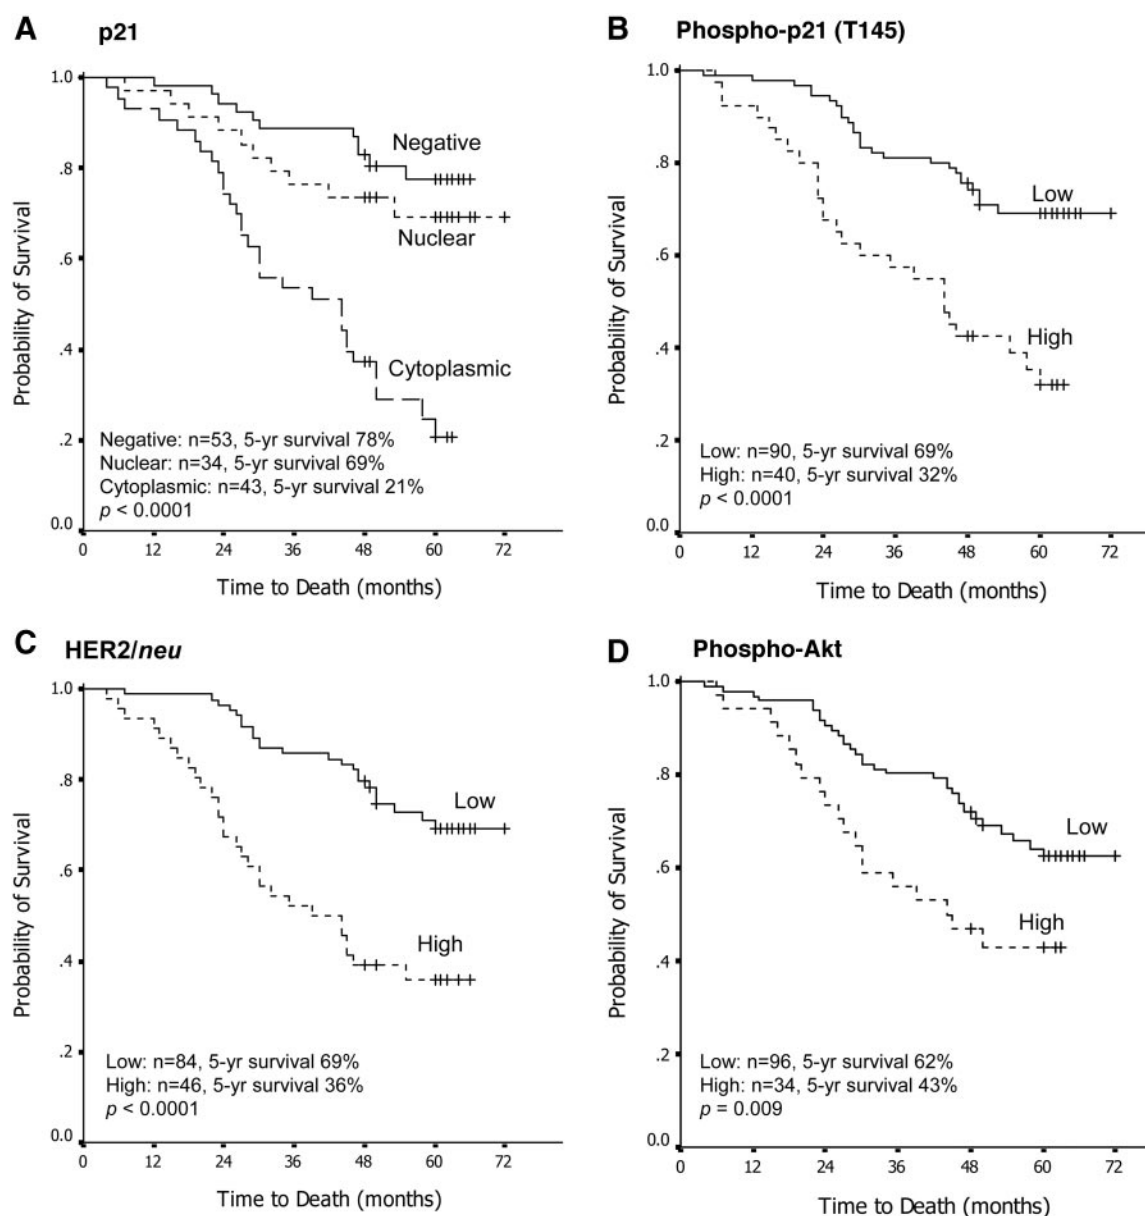 A p21
Probability of Survival
1.0
.8
.6
.4
.2
0.0
Negative
Nuclear
Cytoplasmic
Negative: n=53, 5-yr survival 78%
Nuclear: n=34, 5-yr survival 69%
Cytoplasmic: n=43, 5-yr survival 21%
p < 0.0001
0 12 24 36 48 60 72
Time to Death (months)
B Phospho-p21 (T145)
Probability of Survival
1.0
.8
.6
.4
.2
0.0
Low
High
Low: n=90, 5-yr survival 69%
High: n=40, 5-yr survival 32%
p < 0.0001
0 12 24 36 48 60 72
Time to Death (months)
C HER2/neu
Probability of Survival
1.0
.8
.6
.4
.2
0.0
Low
High
Low: n=84, 5-yr survival 69%
High: n=46, 5-yr survival 36%
p < 0.0001
0 12 24 36 48 60 72
Time to Death (months)
D Phospho-Akt
Probability of Survival
1.0
.8
.6
.4
.2
0.0
Low
High
Low: n=96, 5-yr survival 62%
High: n=34, 5-yr survival 43%
p = 0.009
0 12 24 36 48 60 72
Time to Death (months)